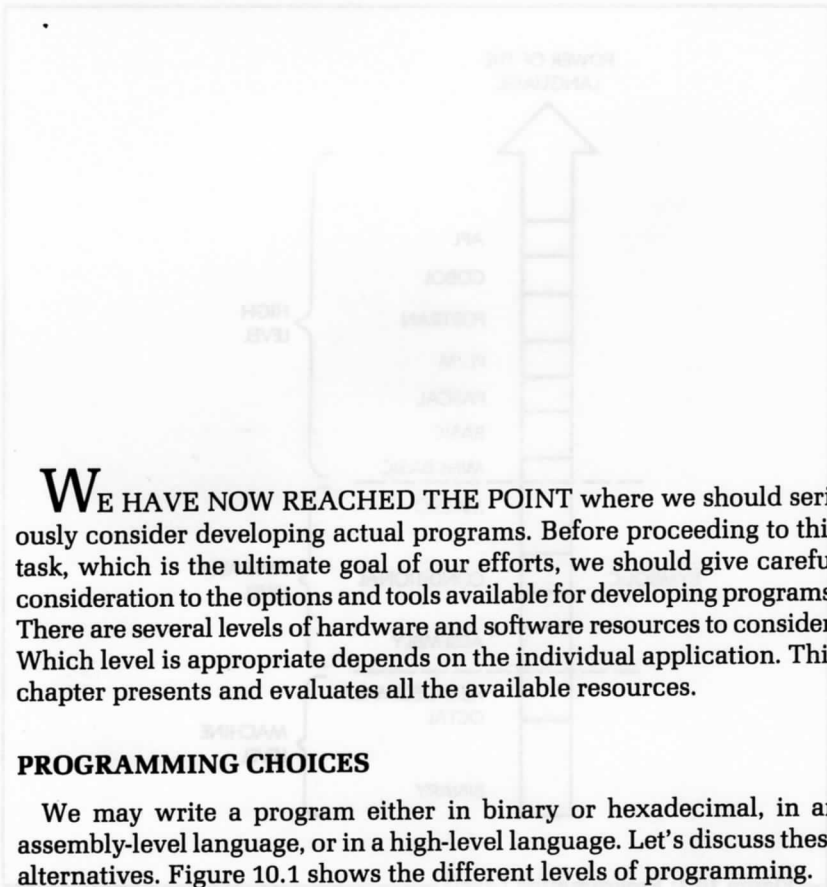 WE HAVE NOW REACHED THE POINT where we should seri
ously consider developing actual programs. Before proceeding to thi
task, which is the ultimate goal of our efforts, we should give carefu
consideration to the options and tools available for developing programs
There are several levels of hardware and software resources to consider
Which level is appropriate depends on the individual application. Thi
chapter presents and evaluates all the available resources.
PROGRAMMING CHOICES
We may write a program either in binary or hexadecimal, in an
assembly-level language, or in a high-level language. Let's discuss thes
alternatives. Figure 10.1 shows the different levels of programming.